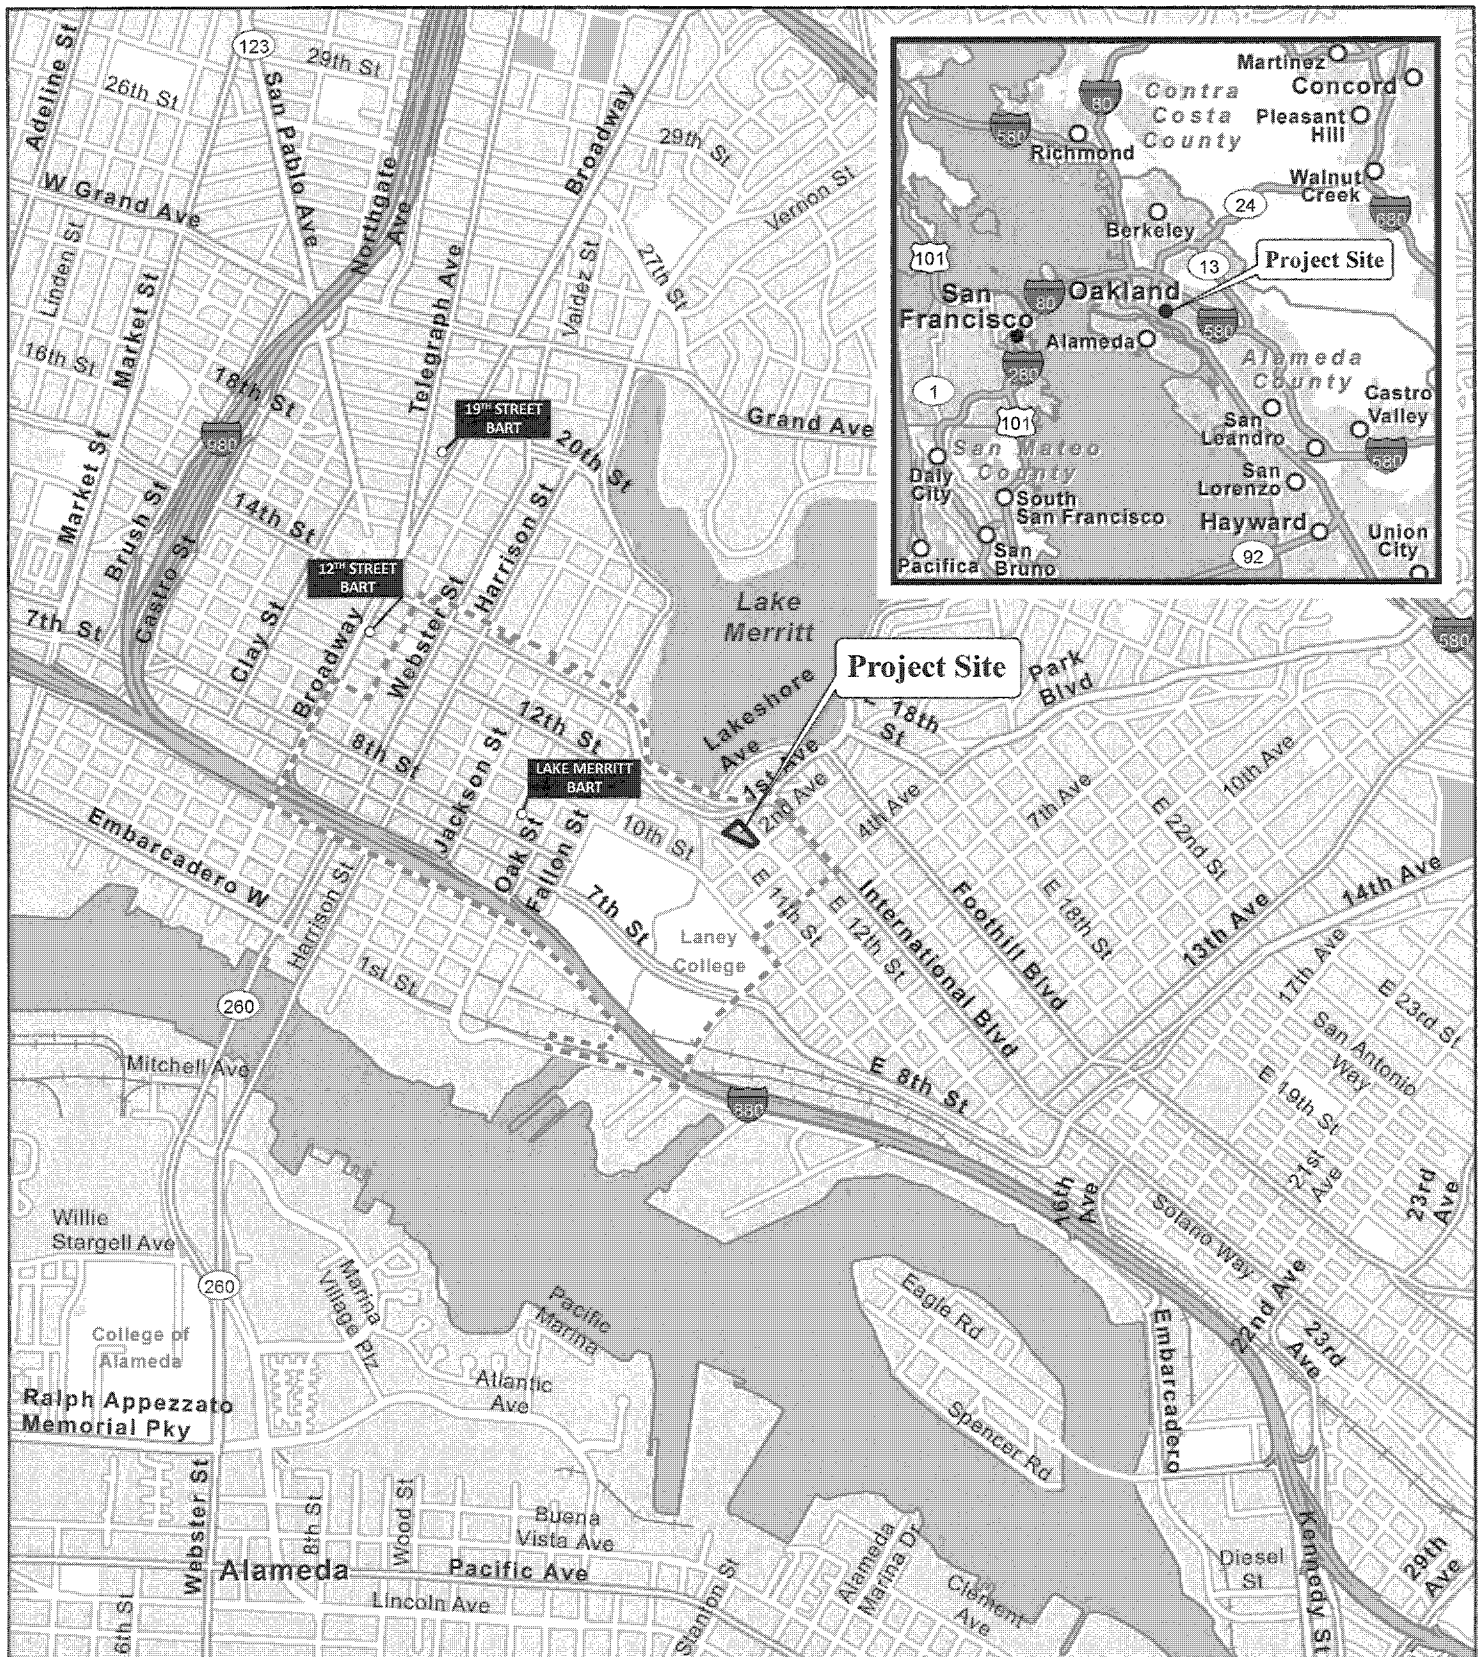 Adeline St
123
29th St
26th St
San Pablo Ave
Northgate
Ave
Broadway
29th St
Vernon St
W Grand Ave
Linden St
Market St
Telegraph Ave
Valdez St
27th St
16th St
18th St
980
19TH STREET
BART
Grand Ave
20th St
Market St
Brush St
Castro St
14th St
Harrison St
12TH STREET
BART
7th St
Clay St
Broadway
Webster St
Lake
Merritt
Project Site
Lakeshore
Ave
E 18th
St
Park
Blvd
580
12th St
8th St
Jackson St
LAKE MERRITT
BART
1st Ave
2nd Ave
4th Ave
7th Ave
10th Ave
E 22nd St
Embarcadero W
Oak St
Fallon St
10th St
Harrison St
7th St
Laney
College
E 11th St
E 12th St
International Blvd
Foothill Blvd
E 18th St
13th Ave
14th Ave
17th Ave
E 23rd St
San Antonio
Way
E 19th St
21st
Ave
23rd
Ave
1st St
260
Mitchell Ave
E 8th St
880
16th
Ave
Solano Way
22nd Ave
23rd
Ave
Willie
Stargell Ave
260
Marina
Village Plz
Pacific
Marina
Eagle Rd
Spencer Rd
Embarcadero
College of
Alameda
Atlantic
Ave
Ralph Appezzato
Memorial Pky
Webster St
8th St
Wood St
Buena
Vista Ave
Alameda
Pacific Ave
Lincoln Ave
6th St
Stanton St
Alameda
Marina Dr
Clement
Ave
Diesel
St
Kennedy St
29th
Ave
Martinez
Concord
80
Contra
Costa
County
Pleasant
Hill
580
Richmond
Walnut
Creek
680
24
Berkeley
101
13
Project Site
San
Francisco
80
Oakland
580
Alameda
280
Alameda
County
1
101
Castro
Valley
San
Leandro
San Mateo
County
580
Daly
City
San
Lorenzo
South
San Francisco
Hayward
Union
City
92
Pacifica
San
Bruno